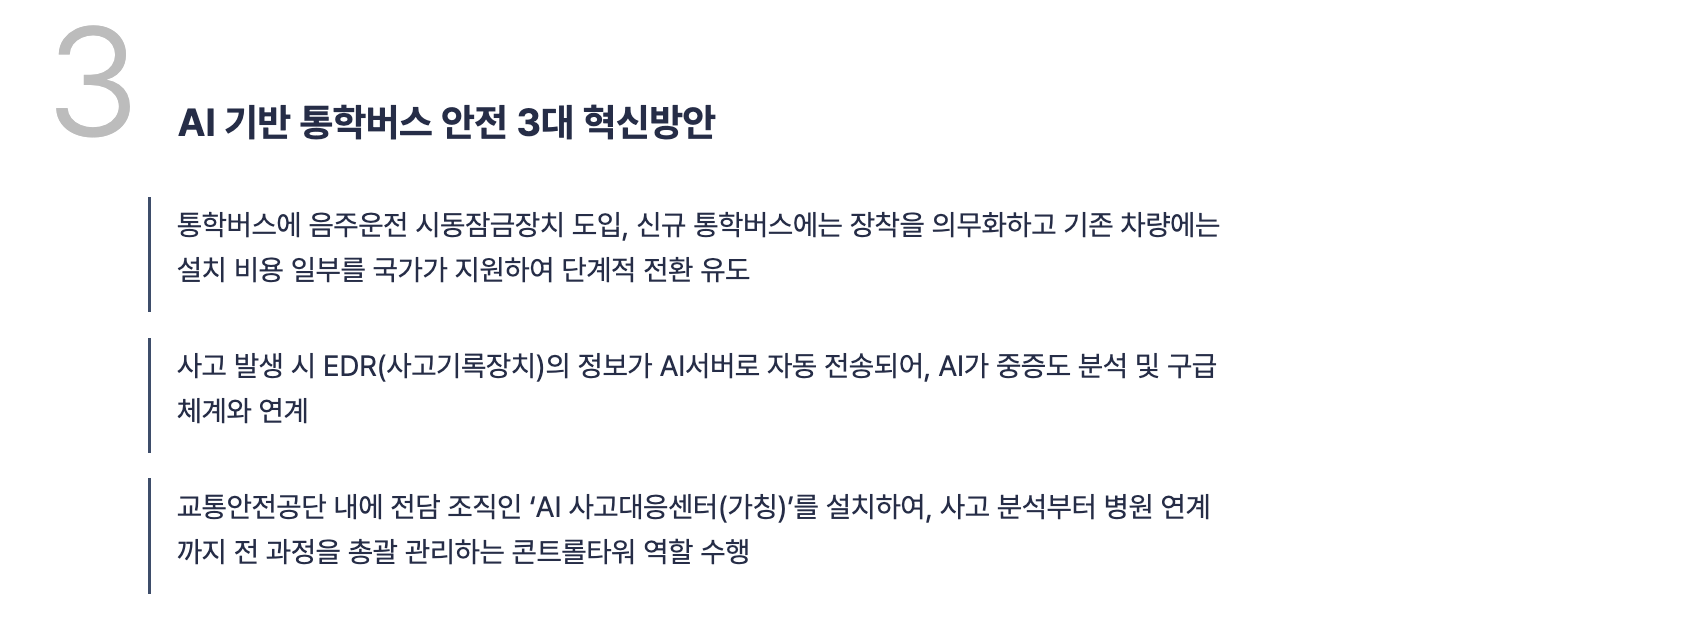 3
AI 기반 통학버스 안전 3대 혁신방안
통학버스에 음주운전 시동잠금장치 도입, 신규 통학버스에는 장착을 의무화하고 기존 차량에는
설치 비용 일부를 국가가 지원하여 단계적 전환 유도
사고 발생 시 EDR(사고기록장치)의 정보가 AI서버로 자동 전송되어, AI가 중증도 분석 및 구급
체계와 연계
교통안전공단 내에 전담 조직인 ‘AI 사고대응센터(가칭)’를 설치하여, 사고 분석부터 병원 연계
까지 전 과정을 총괄 관리하는 콘트롤타워 역할 수행